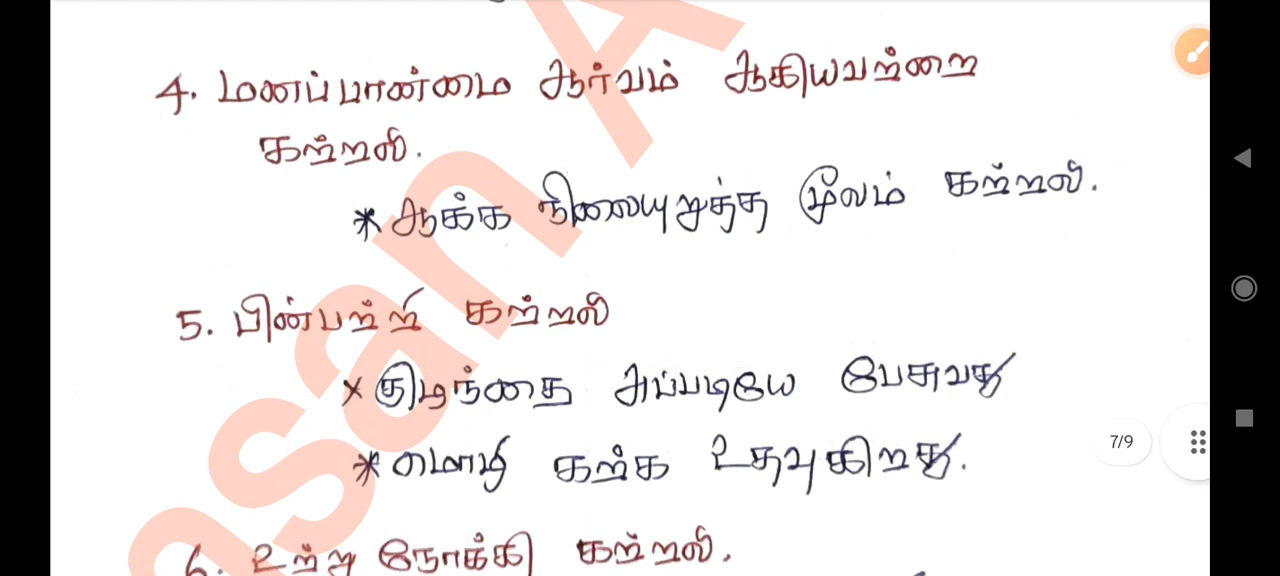 4. மனப்பான்மை ஆர்வம் ஆகியவற்றை
கற்றல்.
* ஆக்க நிலையுறுத்த மூலம் கற்றல்.
5. பின்பற்றி கற்றல்
* குழந்தை அப்படியே பேசுவது
* மொழி கற்க உதவுகிறது.
7/9
6. உற்று நோக்கி கற்றல்.